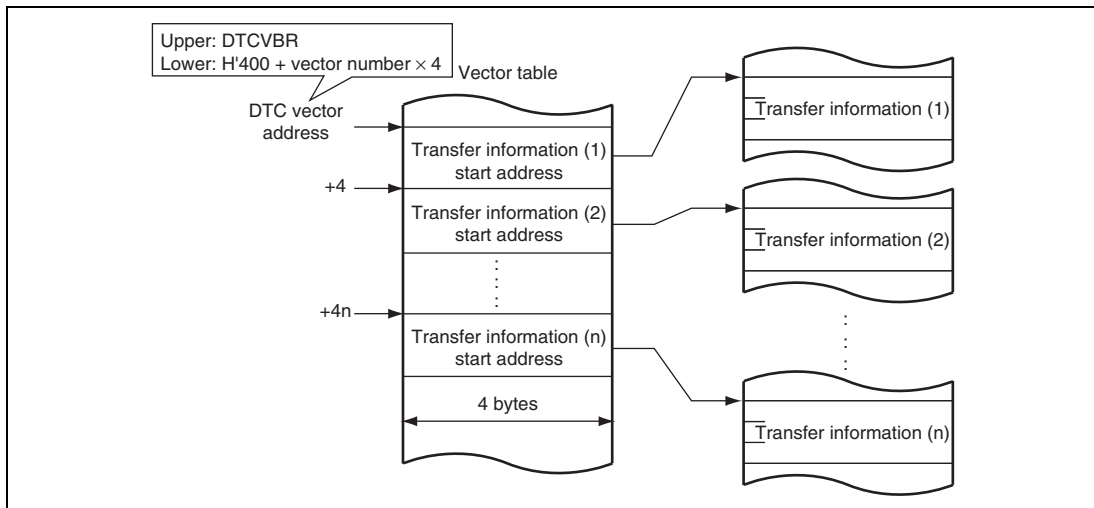 Upper: DTCVBR
Lower: H'400 + vector number × 4
Vector table
DTC vector
address
Transfer information (1)
start address
+4
Transfer information (2)
start address
+4n
Transfer information (n)
start address
4 bytes
Transfer information (1)
Transfer information (2)
Transfer information (n)